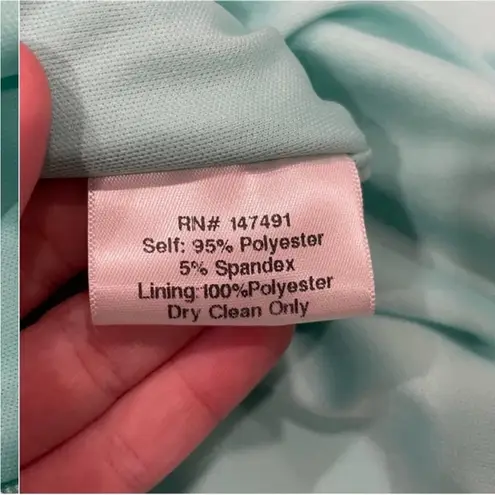 RN# 147491
Self: 95% Polyester
5% Spandex
Lining:100%Polyester
Dry Clean Only